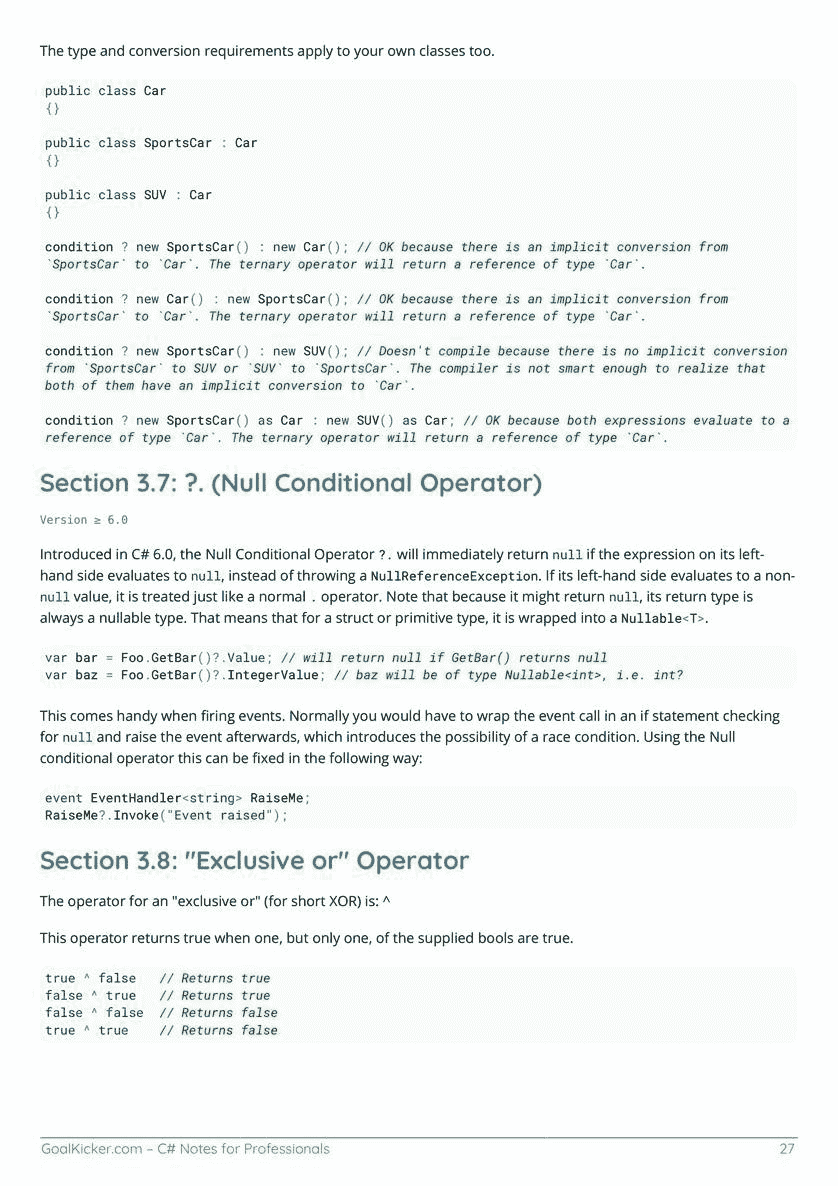 The type and conversion requirements apply to your own classes too.
public class Car
{}
public class SportsCar : Car
{}
public class SUV : Car
{}
condition ? new SportsCar() : new Car(); // OK because there is an implicit conversion from
`SportsCar` to `Car`. The ternary operator will return a reference of type `Car`.
condition ? new Car() : new SportsCar(); // OK because there is an implicit conversion from
`SportsCar` to `Car`. The ternary operator will return a reference of type `Car`.
condition ? new SportsCar() : new SUV(); // Doesn't compile because there is no implicit conversion
from `SportsCar` to SUV or `SUV` to `SportsCar`. The compiler is not smart enough to realize that
both of them have an implicit conversion to `Car`.
condition ? new SportsCar() as Car : new SUV() as Car; // OK because both expressions evaluate to a
reference of type `Car`. The ternary operator will return a reference of type `Car`.
Section 3.7: ?. (Null Conditional Operator)
Version ≥ 6.0
Introduced in C# 6.0, the Null Conditional Operator ?. will immediately return null if the expression on its left-
hand side evaluates to null, instead of throwing a NullReferenceException. If its left-hand side evaluates to a non-
null value, it is treated just like a normal . operator. Note that because it might return null, its return type is
always a nullable type. That means that for a struct or primitive type, it is wrapped into a Nullable<T>.
var bar = Foo.GetBar()?.Value; // will return null if GetBar() returns null
var baz = Foo.GetBar()?.IntegerValue; // baz will be of type Nullable<int>, i.e. int?
This comes handy when firing events. Normally you would have to wrap the event call in an if statement checking
for null and raise the event afterwards, which introduces the possibility of a race condition. Using the Null
conditional operator this can be fixed in the following way:
event EventHandler<string> RaiseMe;
RaiseMe?.Invoke("Event raised");
Section 3.8: "Exclusive or" Operator
The operator for an "exclusive or" (for short XOR) is: ^
This operator returns true when one, but only one, of the supplied bools are true.
true ^ false   // Returns true
false ^ true   // Returns true
false ^ false  // Returns false
true ^ true    // Returns false
GoalKicker.com – C# Notes for Professionals 27